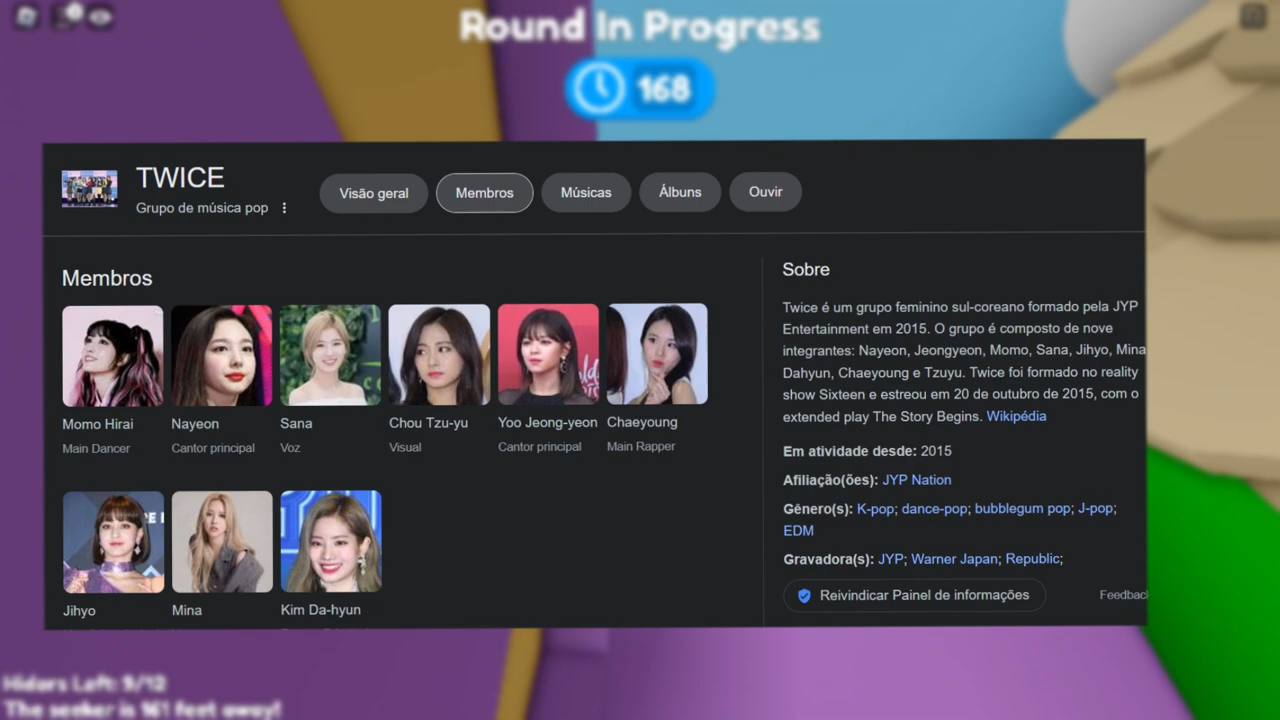 Round In Progress
168
TWICE
Grupo de música pop
Visão geral
Membros
Músicas
Álbuns
Ouvir
Membros
Momo Hirai
Main Dancer
Nayeon
Cantor principal
Sana
Voz
Chou Tzu-yu
Visual
Yoo Jeong-yeon
Cantor principal
Chaeyoung
Main Rapper
Jihyo
Mina
Kim Da-hyun
Sobre
Twice é um grupo feminino sul-coreano formado pela JYP
Entertainment em 2015. O grupo é composto de nove
integrantes: Nayeon, Jeongyeon, Momo, Sana, Jihyo, Mina
Dahyun, Chaeyoung e Tzuyu. Twice foi formado no reality
show Sixteen e estreou em 20 de outubro de 2015, com o
extended play The Story Begins. Wikipédia
Em atividade desde: 2015
Afiliação(ões): JYP Nation
Gênero(s): K-pop; dance-pop; bubblegum pop; J-pop;
EDM
Gravadora(s): JYP; Warner Japan; Republic;
Reivindicar Painel de informações
Feedback
Hiders Left: 9/12
The seeker is 161 feet away!